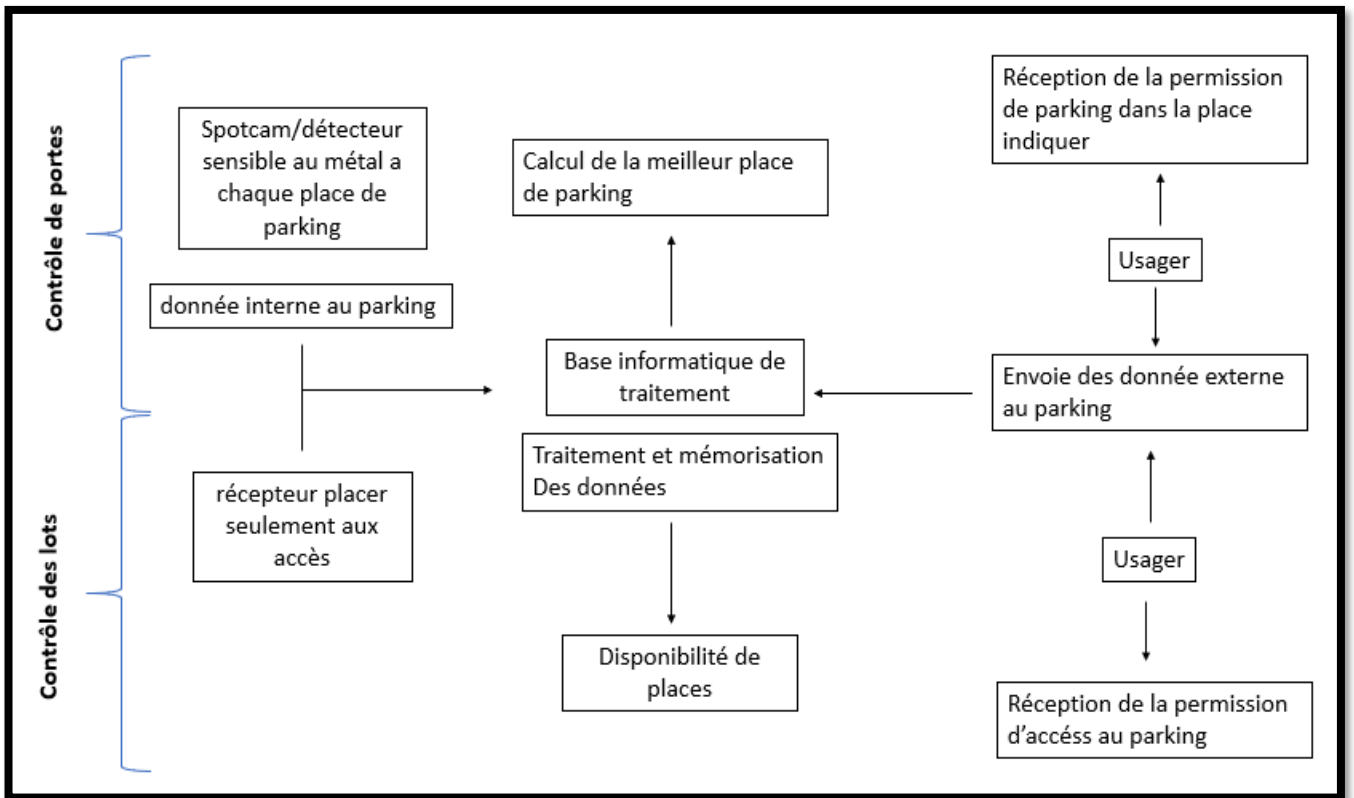 Contrôle de portes
Spotcam/détecteur
sensible au métal a
chaque place de
parking
donnée interne au parking
Contrôle des lots
récepteur placer
seulement aux
accès
Calcul de la meilleur place
de parking
Base informatique de
traitement
Traitement et mémorisation
Des données
Disponibilité de
places
Réception de la permission
de parking dans la place
indiquer
Usager
Envoie des donnée externe
au parking
Usager
Réception de la permission
d'accéss au parking